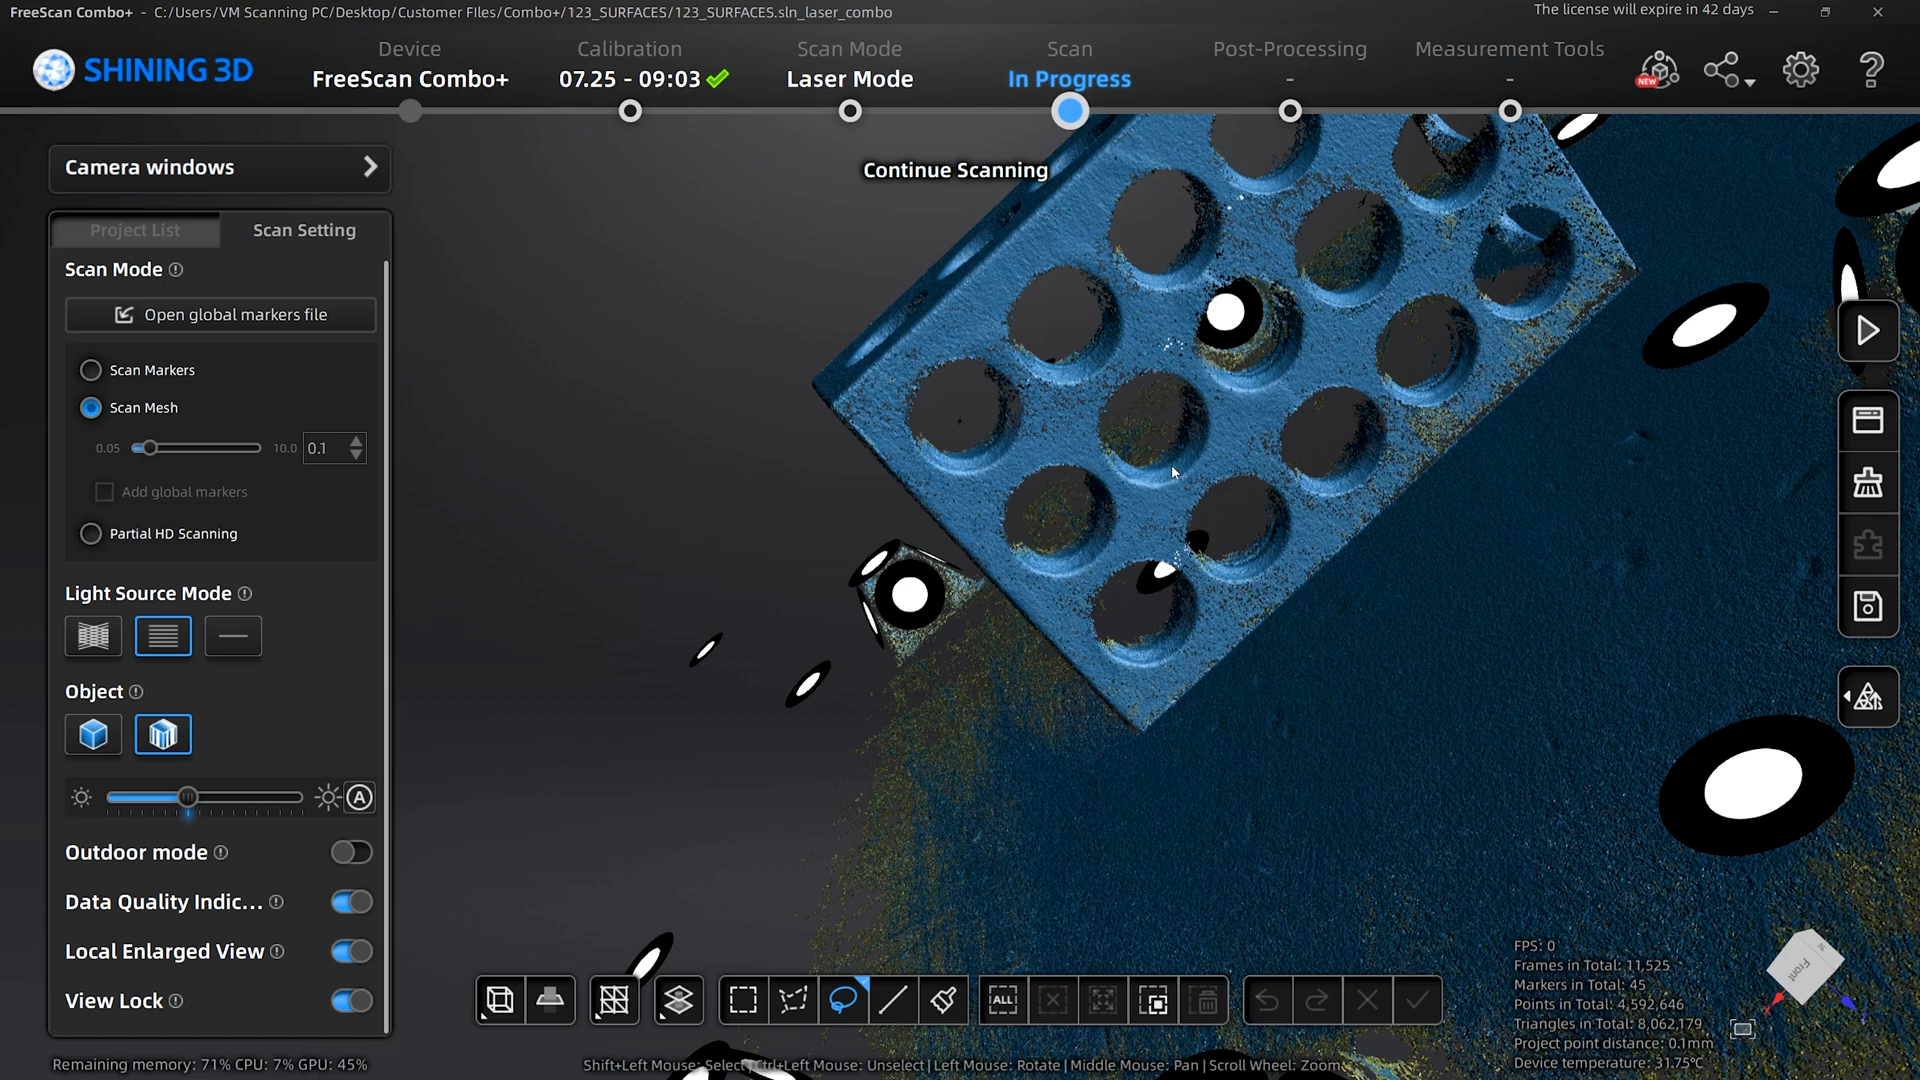 FreeScan Combo+ - C:/Users/VM Scanning PC/Desktop/Customer FIles/Combo+/123_SURFACES/123_SURFACES.sln_laser_combo
The license will expire in 42 days
SHINING 3D
Device
FreeScan Combo+
Calibration
07.25 - 09:03
Scan Mode
Laser Mode
Scan
In Progress
Post-Processing
-
Measurement Tools
-
NEW
Camera windows
Continue Scanning
Project List
Scan Setting
Scan Mode
Open global markers file
Scan Markers
Scan Mesh
0.05
10.0
0.1
Add global markers
Partial HD Scanning
Light Source Mode
Object
A
Outdoor mode
Data Quality Indic...
Local Enlarged View
View Lock
ALL
FPS: 0
Frames in Total: 11,525
Markers in Total: 45
Points in Total: 4,592,646
Triangles in Total: 8,062,179
Project point distance: 0.1mm
Device temperature: 31.75°C
Front
Remaining memory: 71% CPU: 7% GPU: 45%
Shift+Left Mouse: Select | Ctrl+Left Mouse: Unselect | Left Mouse: Rotate | Middle Mouse: Pan | Scroll Wheel: Zoom